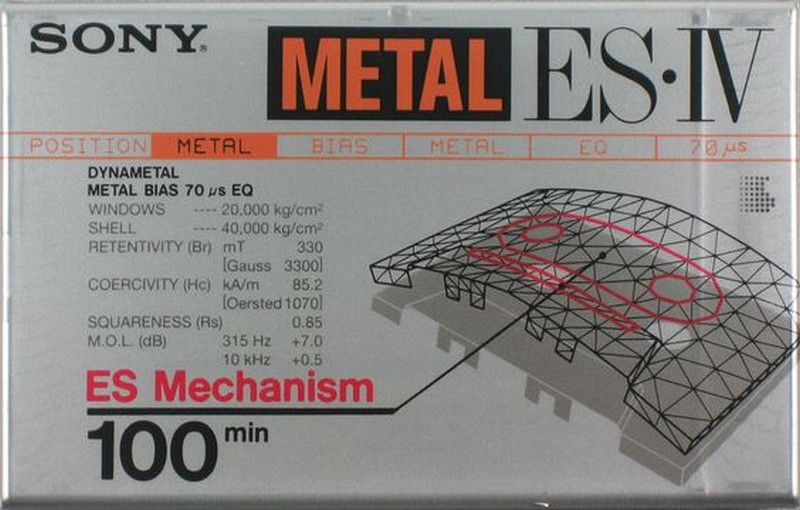 SONY®
METAL ES·IV
POSITION METAL BIAS METAL EQ 70 μs
DYNAMETAL
METAL BIAS 70 μs EQ
WINDOWS ---- 20,000 kg/cm²
SHELL ---- 40,000 kg/cm²
RETENTIVITY (Br) mT 330
[Gauss 3300]
COERCIVITY (Hc) kA/m 85.2
[Oersted 1070]
SQUARENESS (Rs) 0.85
M.O.L. (dB) 315 Hz +7.0
10 kHz +0.5
ES Mechanism
100 min